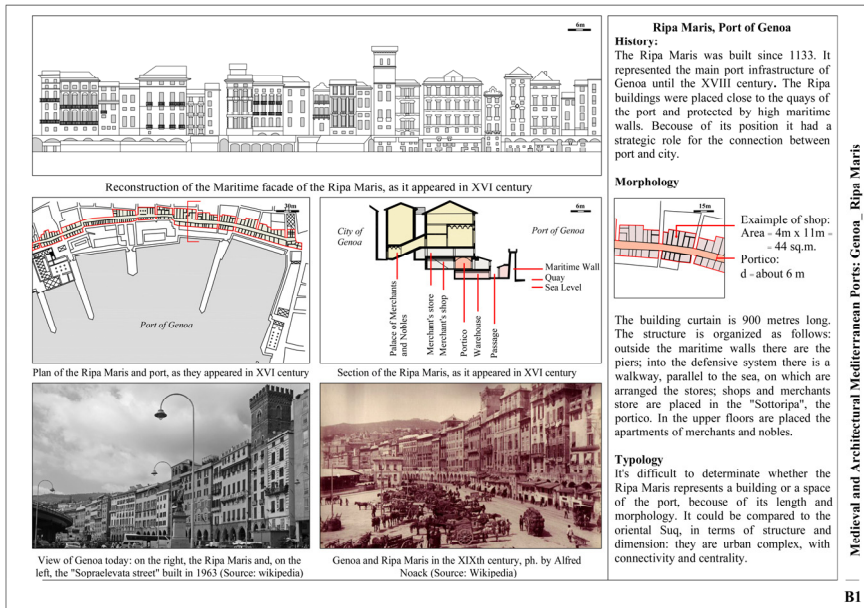 6m
Reconstruction of the Maritime facade of the Ripa Maris, as it appeared in XVI century
30m
Port of Genoa
Plan of the Ripa Maris and port, as they appeared in XVI century
6m
City of
Genoa
Port of Genoa
Maritime Wall
Quay
Sea Level
Palace of Merchants
and Nobles
Merchant's store
Merchant's shop
Portico
Warehouse
Passage
Section of the Ripa Maris, as it appeared in XVI century
View of Genoa today: on the right, the Ripa Maris and, on the
left, the "Sopraelevata street" built in 1963 (Source: wikipedia)
Genoa and Ripa Maris in the XIXth century, ph. by Alfred
Noack (Source: Wikipedia)
Ripa Maris, Port of Genoa
History:
The Ripa Maris was built since 1133. It
represented the main port infrastructure of
Genoa until the XVIII century. The Ripa
buildings were placed close to the quays of
the port and protected by high maritime
walls. Becouse of its position it had a
strategic role for the connection between
port and city.
Morphology
15m
Exaimple of shop:
Area = 4m x 11m =
= 44 sq.m.
Portico:
d = about 6 m
The building curtain is 900 metres long.
The structure is organized as follows:
outside the maritime walls there are the
piers; into the defensive system there is a
walkway, parallel to the sea, on which are
arranged the stores; shops and merchants
store are placed in the "Sottoripa", the
portico. In the upper floors are placed the
apartments of merchants and nobles.
Typology
It's difficult to determinate whether the
Ripa Maris represents a building or a space
of the port, becouse of its length and
morphology. It could be compared to the
oriental Suq, in terms of structure and
dimension: they are urban complex, with
connectivity and centrality.
Medieval and Architectural Mediterranean Ports: Genoa_Ripa Maris
B1